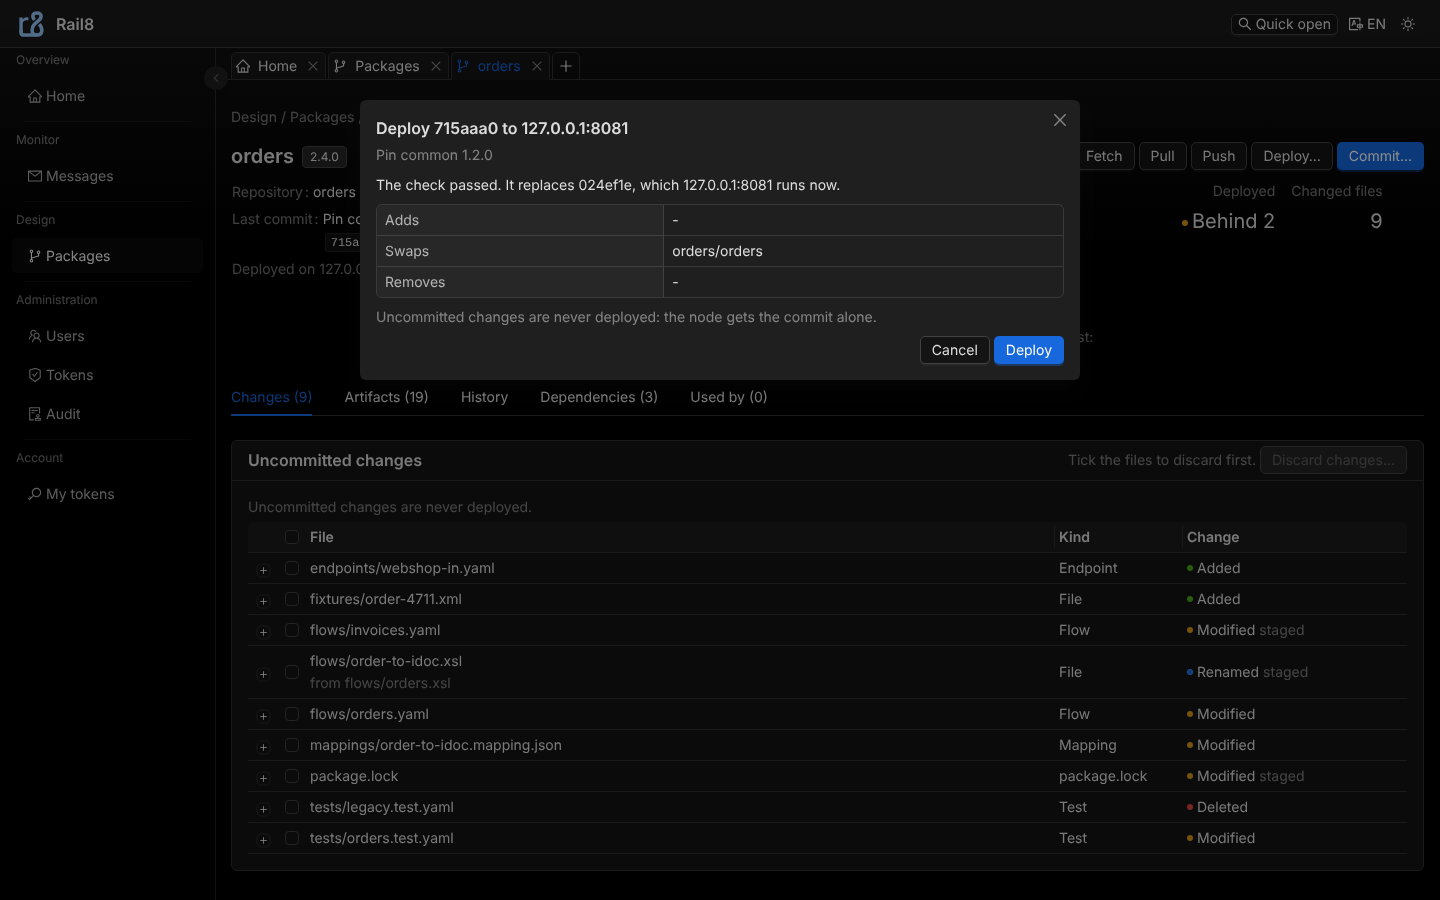 Rail8
Quick open
EN
Overview
Home
Monitor
Messages
Design
Packages
Administration
Users
Tokens
Audit
Account
My tokens
Home
Packages
orders
Design / Packages /
orders 2.4.0
Fetch
Pull
Push
Deploy...
Commit...
Repository: orders
Last commit: Pin co
715a
Deployed on 127.0.0
Deployed
Behind 2
Changed files
9
st:
Deploy 715aaa0 to 127.0.0.1:8081
Pin common 1.2.0
The check passed. It replaces 024ef1e, which 127.0.0.1:8081 runs now.
Adds -
Swaps orders/orders
Removes -
Uncommitted changes are never deployed: the node gets the commit alone.
Cancel
Deploy
Changes (9)
Artifacts (19)
History
Dependencies (3)
Used by (0)
Uncommitted changes
Tick the files to discard first.
Discard changes...
Uncommitted changes are never deployed.
File Kind Change
endpoints/webshop-in.yaml Endpoint Added
fixtures/order-4711.xml File Added
flows/invoices.yaml Flow Modified staged
flows/order-to-idoc.xsl File Renamed staged
from flows/orders.xsl
flows/orders.yaml Flow Modified
mappings/order-to-idoc.mapping.json Mapping Modified
package.lock package.lock Modified staged
tests/legacy.test.yaml Test Deleted
tests/orders.test.yaml Test Modified